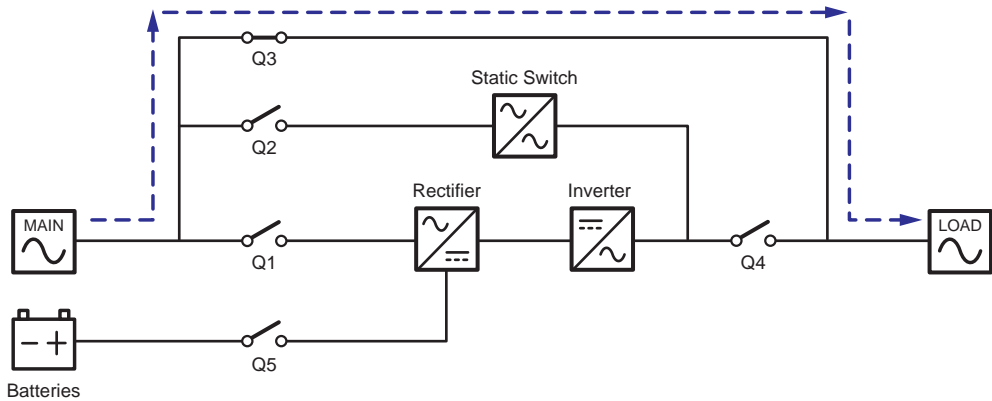 Q3
Static Switch
Q2
Rectifier
Inverter
MAIN
LOAD
Q1
Q4
Q5
Batteries